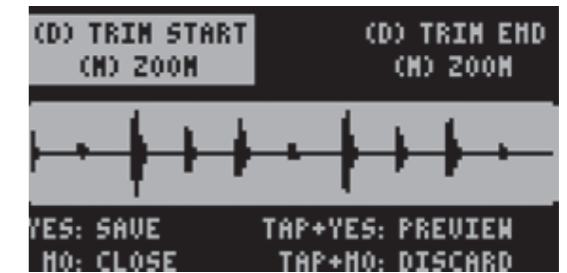 (D) TRIM START (D) TRIM END
(M) ZOOM (M) ZOOM
YES: SAVE TAP+YES: PREVIEW
NO: CLOSE TAP+NO: DISCARD